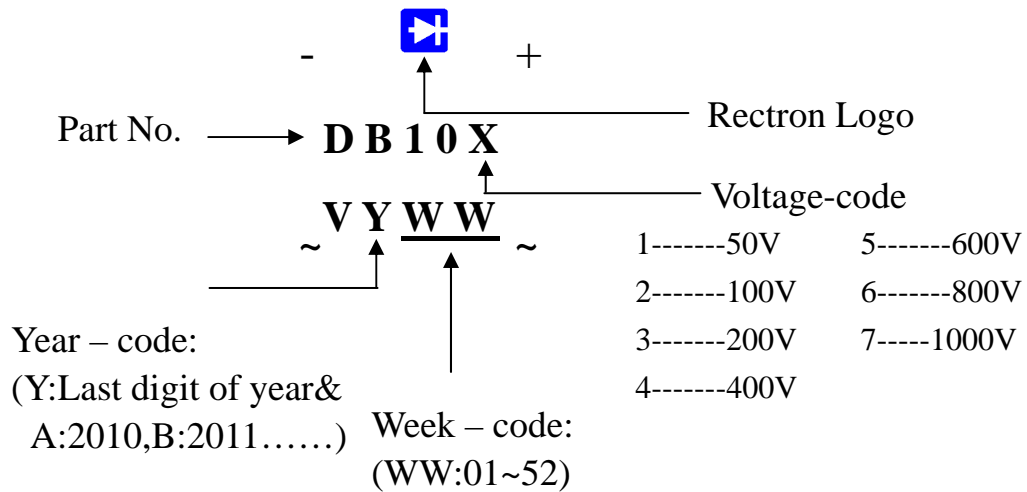 - +
Rectron Logo
Part No.
D B 1 0 X
Voltage-code
V Y W W
~ ~
1-------50V 5-------600V
2-------100V 6-------800V
3-------200V 7-----1000V
4-------400V
Year – code:
(Y:Last digit of year&
A:2010,B:2011……)
Week – code:
(WW:01~52)